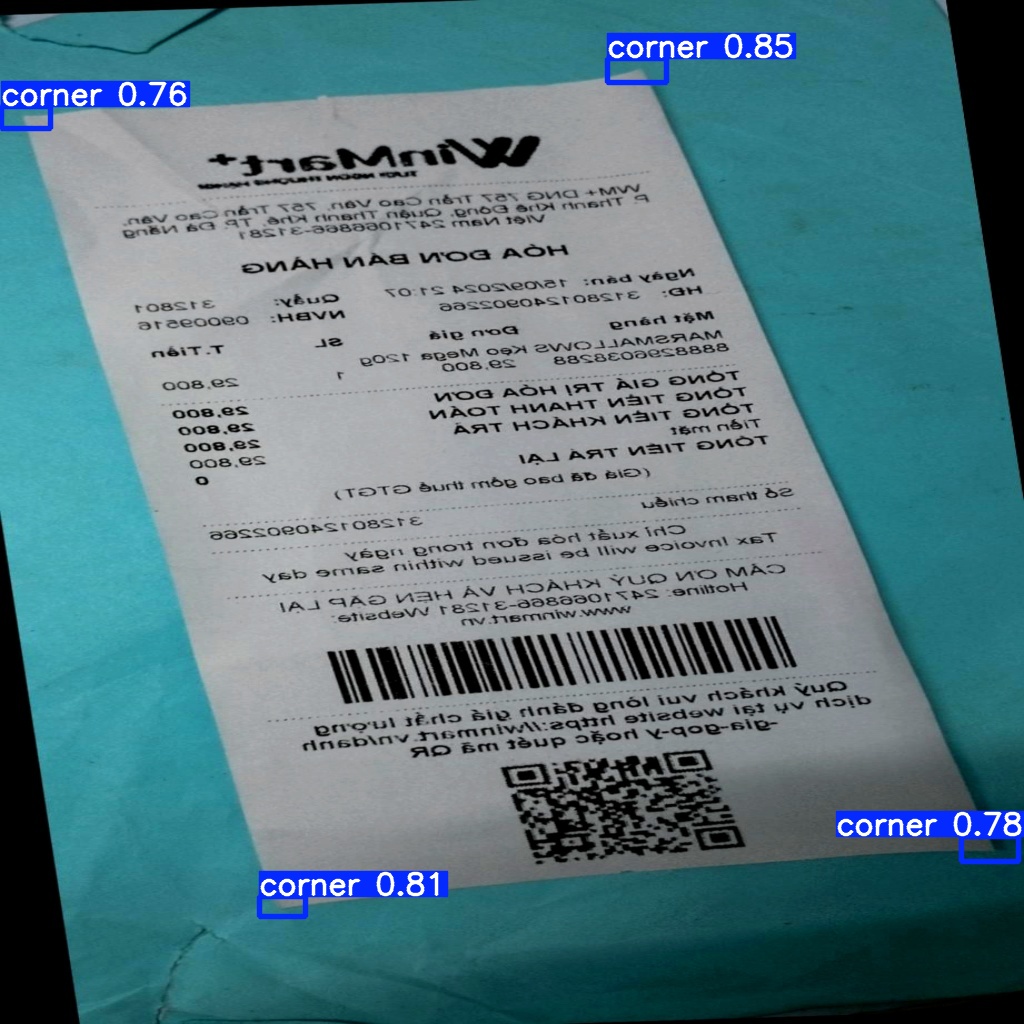 corner 0.85
corner 0.76
WinMart+
WM+ DNG 757 Trần Cao Vân, 757 Trần Cao Vân,
P. Thanh Khê Đông, Quận Thanh Khê, TP. Đà Nẵng
Việt Nam 2471066866-31281
HÓA ĐƠN BÁN HÀNG
Ngày bán: 15/09/2024 21:07 Quầy: 312801
HĐ: 312801240902266 NVBH: 09009516
Mặt hàng Đơn giá SL T.Tiền
MARSMALLOWS Kẹo Mega 120g
8888296038288 29,800 1 29,800
TỔNG GIÁ TRỊ HÓA ĐƠN 29,800
TỔNG TIỀN THANH TOÁN 29,800
TỔNG TIỀN KHÁCH TRẢ 29,800
Tiền mặt 29,800
TỔNG TIỀN TRẢ LẠI 0
(Giá đã bao gồm thuế GTGT)
Số tham chiếu 312801240902266
Chỉ xuất hóa đơn trong ngày
Tax Invoice will be issued within same day
CẢM ƠN QUÝ KHÁCH VÀ HẸN GẶP LẠI
Hotline: 2471066866-31281 Website:
www.winmart.vn
Quý khách vui lòng đánh giá chất lượng
dịch vụ tại website https://winmart.vn/danh
-gia-gop-y hoặc quét mã QR
corner 0.78
corner 0.81